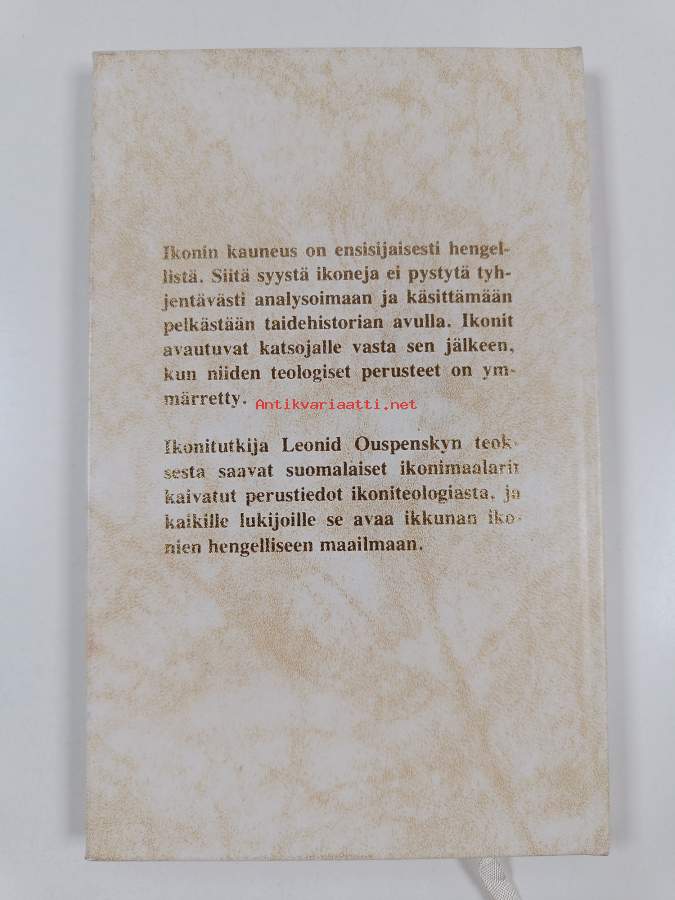 Ikonin kauneus on ensisijaisesti hengel-
listä. Siitä syystä ikoneja ei pystytä tyh-
jentävästi analysoimaan ja käsittämään
pelkästään taidehistorian avulla. Ikonit
avautuvat katsojalle vasta sen jälkeen,
kun niiden teologiset perusteet on ym-
märretty.
Antikvariaatti.net
Ikonitutkija Leonid Ouspenskyn teok-
sesta saavat suomalaiset ikonimaalarit
kaivatut perustiedot ikoniteologiasta, ja
kaikille lukijoille se avaa ikkunan iko-
nien hengelliseen maailmaan.